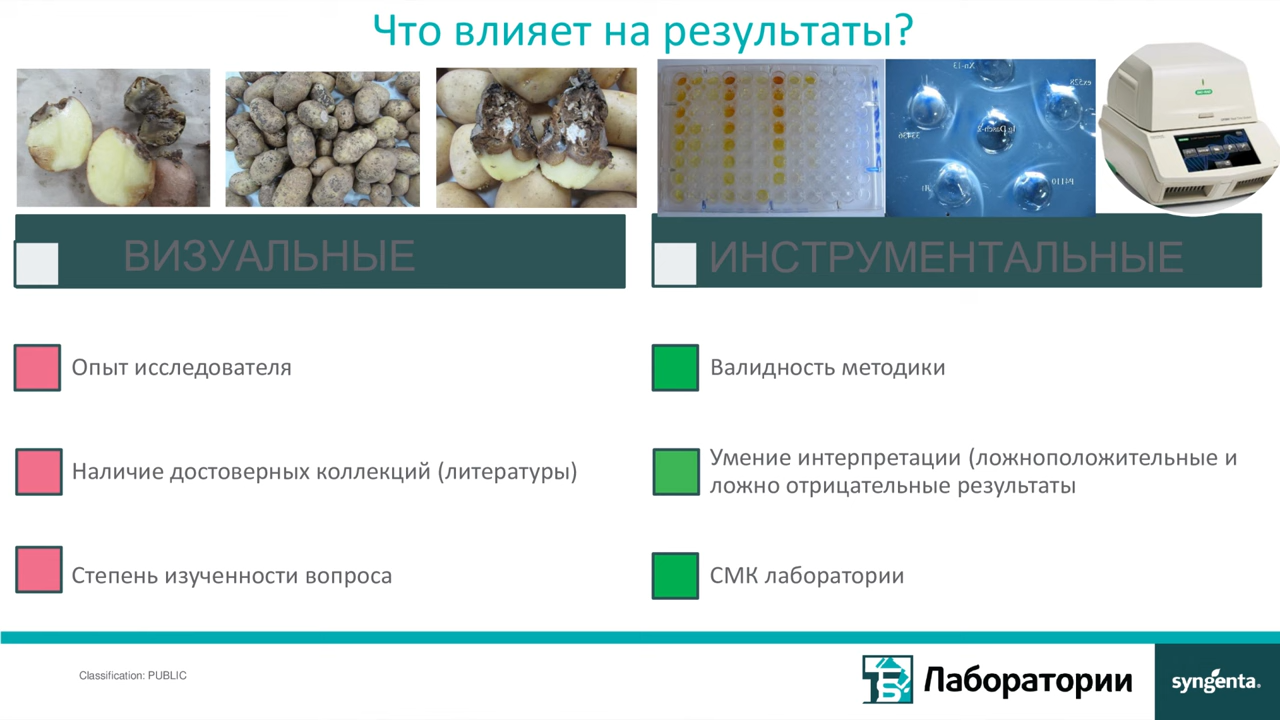 Что влияет на результаты?
ВИЗУАЛЬНЫЕ
Опыт исследователя
Наличие достоверных коллекций (литературы)
Степень изученности вопроса
ИНСТРУМЕНТАЛЬНЫЕ
Валидность методики
Умение интерпретации (ложноположительные и
ложно отрицательные результаты
СМК лаборатории
Classification: PUBLIC
Лаборатории
syngenta.